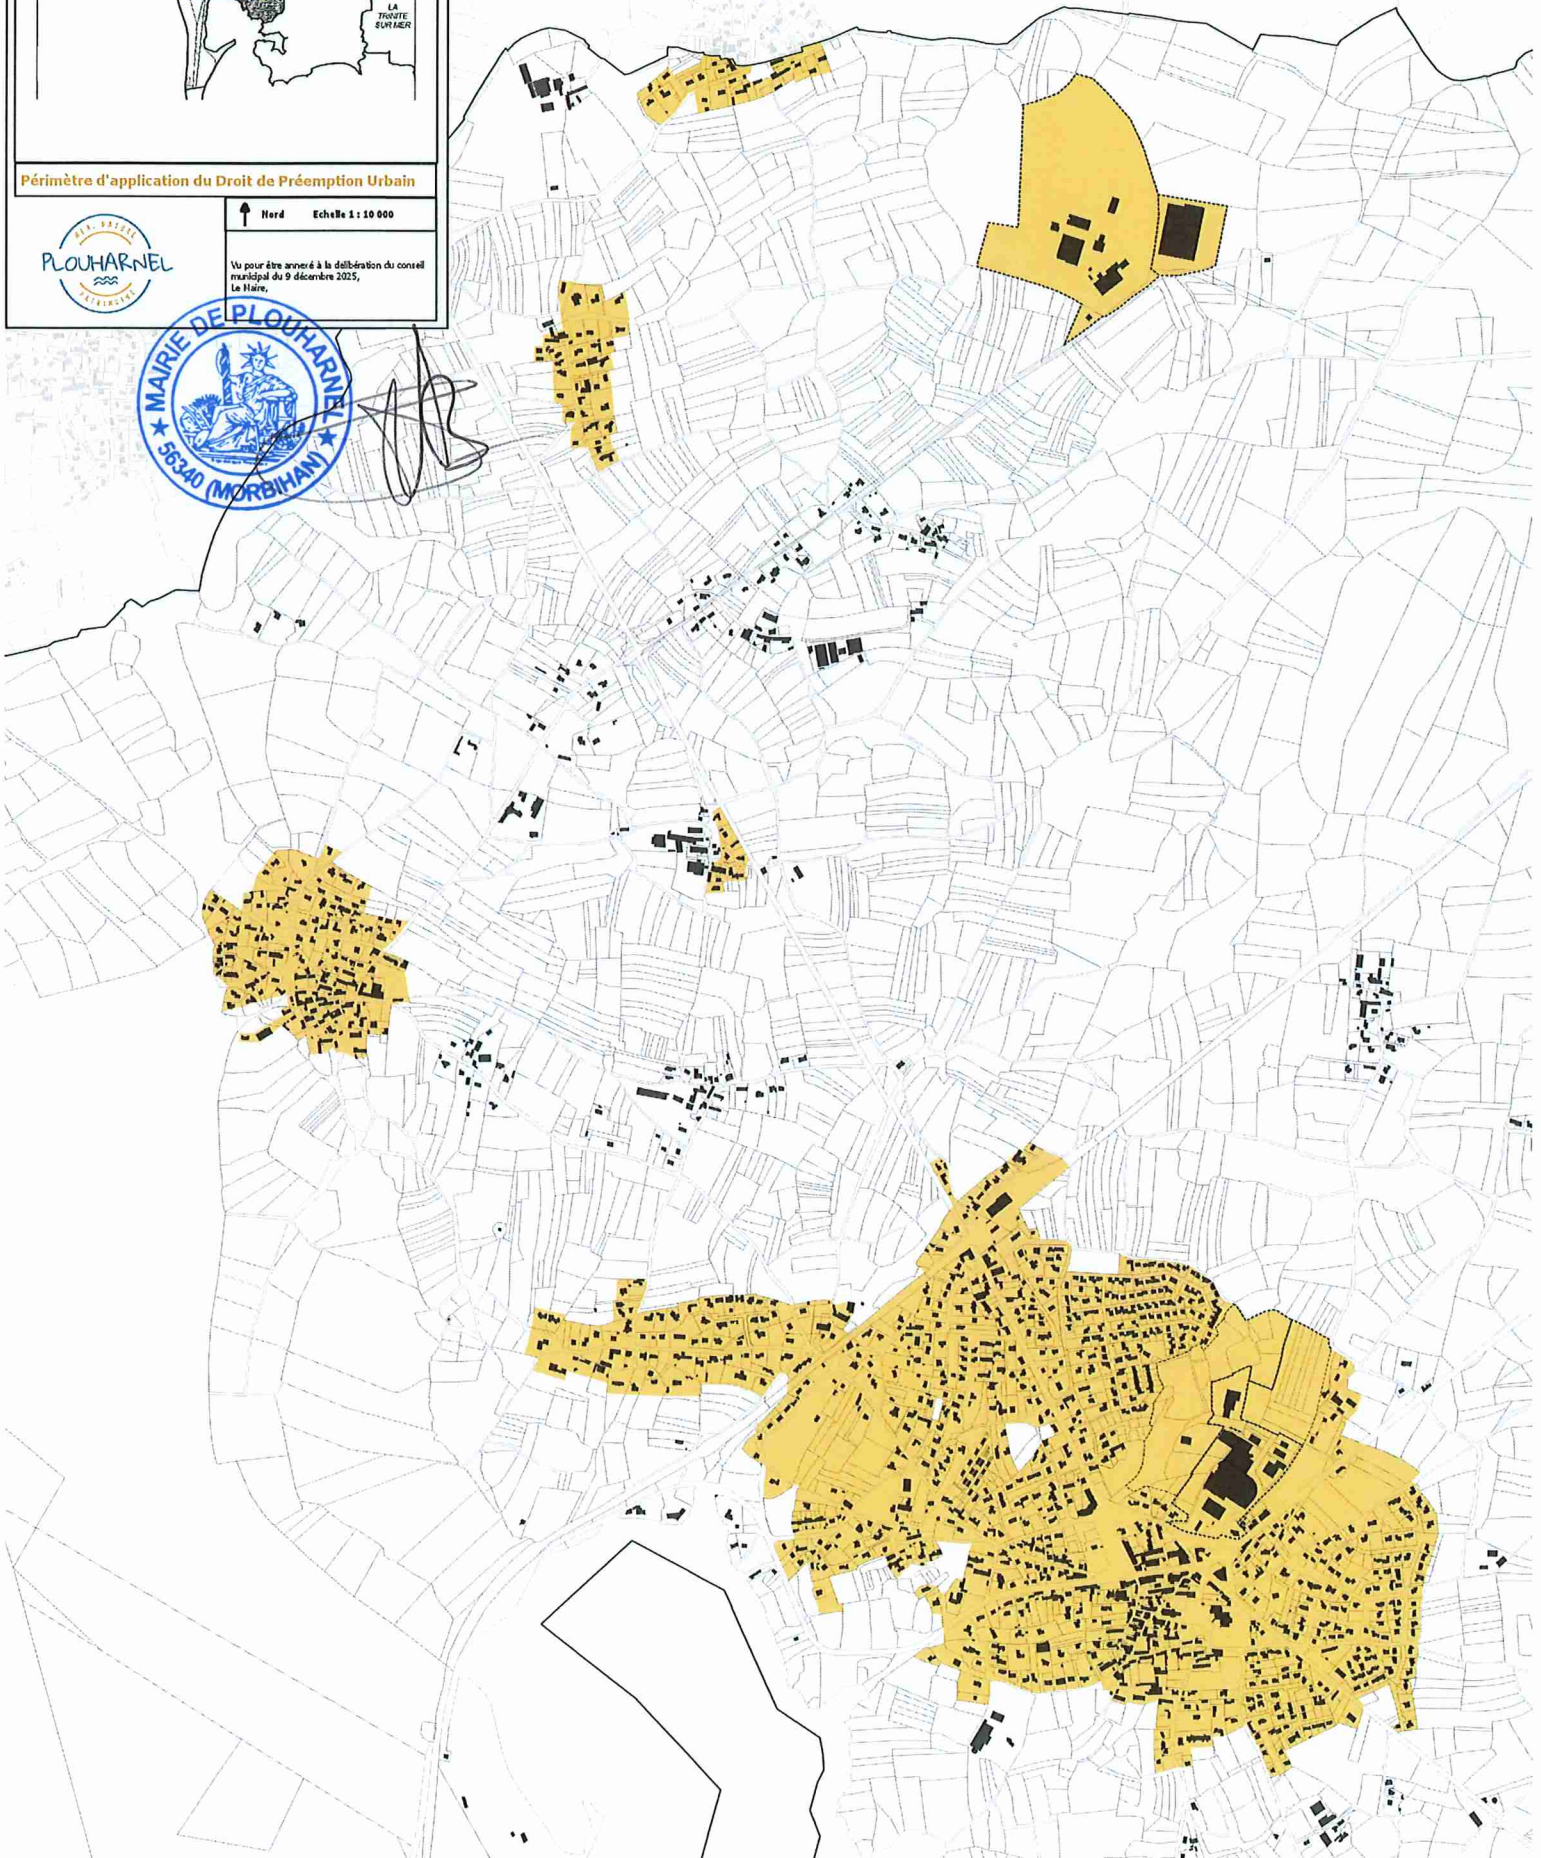 LA
TRINITE
SUR MER
Périmètre d'application du Droit de Préemption Urbain
Nord Echelle 1 : 10 000
PLOUHARNEL
PATRIMOINE
Vu pour être annexé à la délibération du conseil
municipal du 9 décembre 2025,
Le Maire,
★ MAIRIE DE PLOUHARNEL ★
56340 (MORBIHAN)